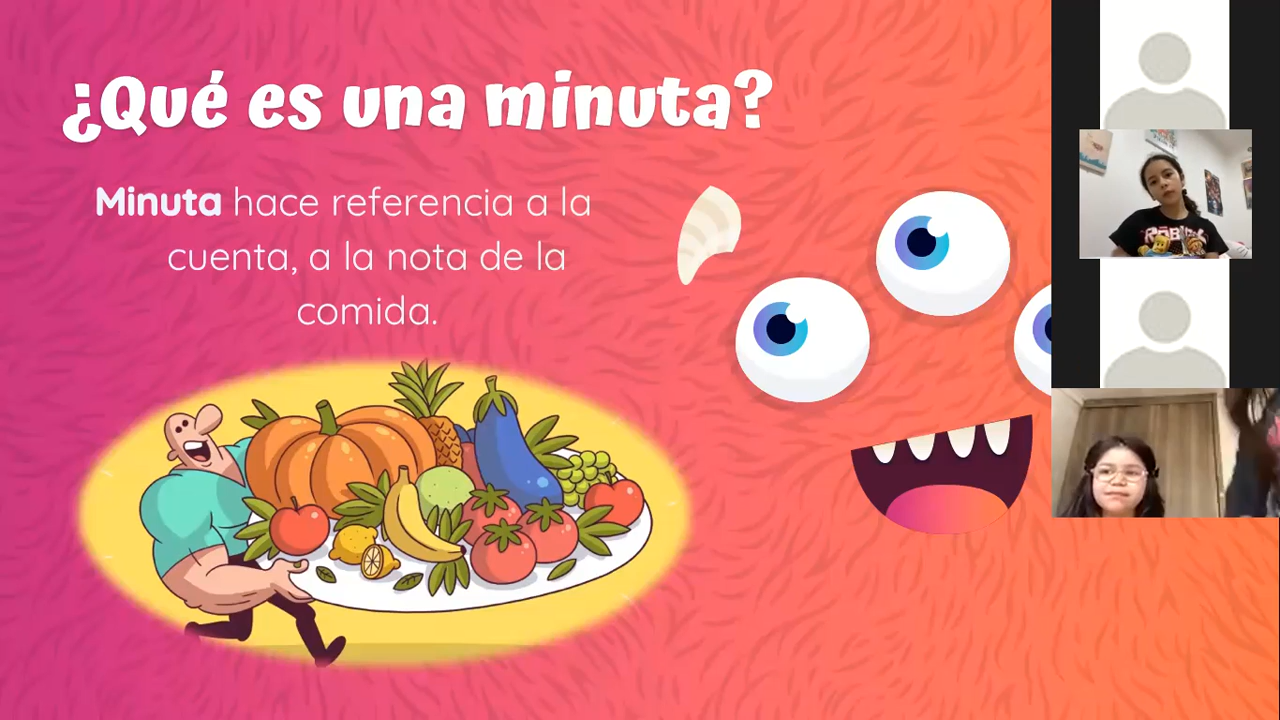 ¿Qué es una minuta?
Minuta hace referencia a la
cuenta, a la nota de la
comida.